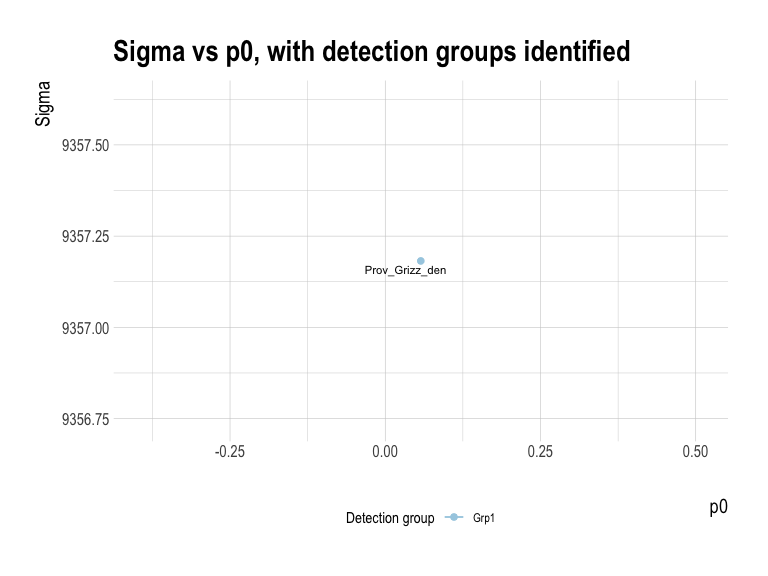 Sigma vs p0, with detection groups identified
Sigma
9357.50
9357.25
Prov_Grizz_den
9357.00
9356.75
-0.25 0.00 0.25 0.50
p0
Detection group Grp1